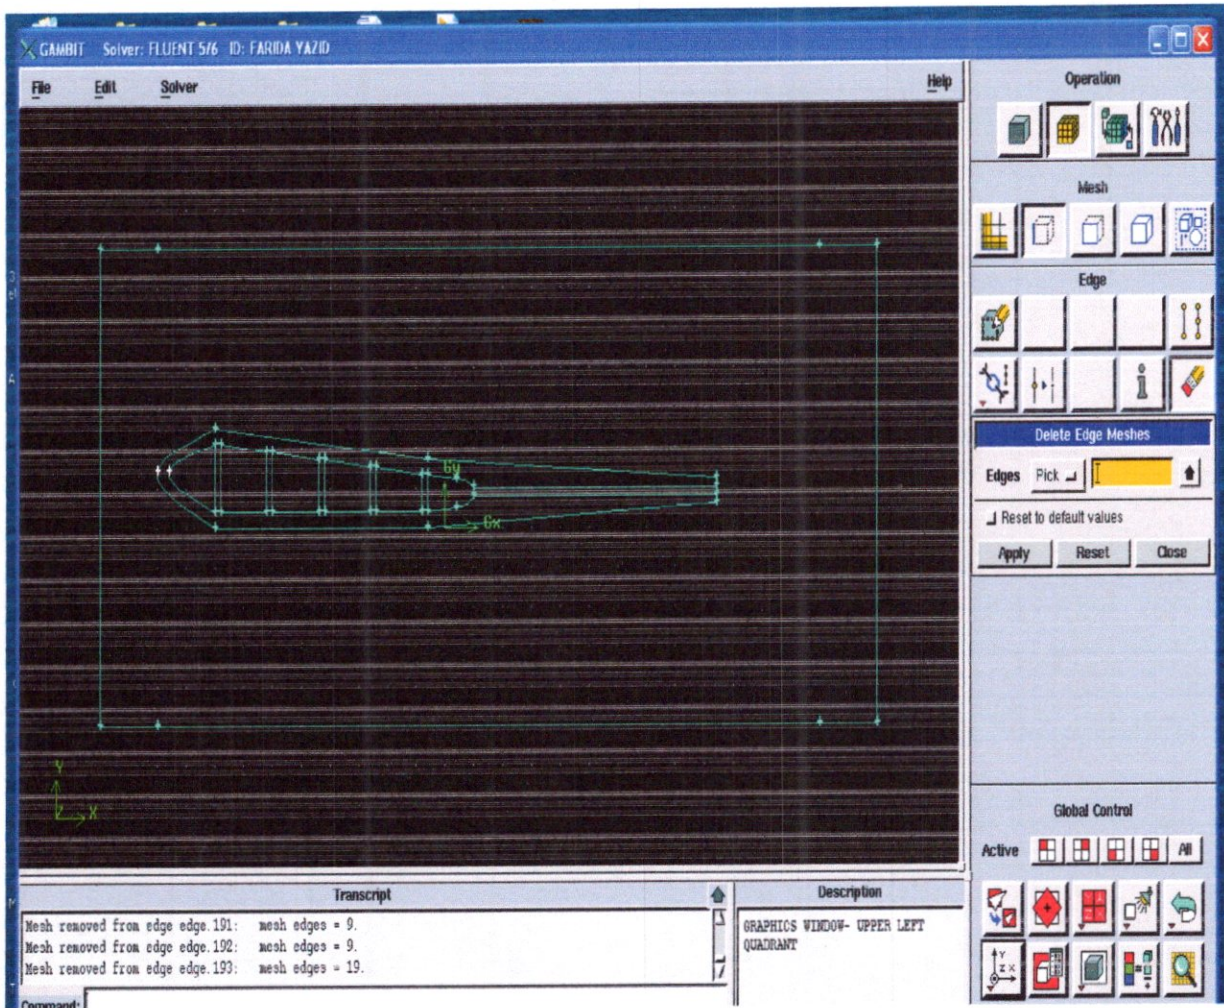 GAMBIT Solver: FLUENT 5/6 ID: FARIDA YAZID
File Edit Solver Help
Operation
Mesh
Edge
Delete Edge Meshes
Edges Pick
Reset to default values
Apply Reset Close
Gy
Gx
Y
Z X
Global Control
Active All
Transcript
Mesh removed from edge edge.191: mesh edges = 9.
Mesh removed from edge edge.192: mesh edges = 9.
Mesh removed from edge edge.193: mesh edges = 19.
Description
GRAPHICS WINDOW- UPPER LEFT
QUADRANT
Y
Z X
Command: